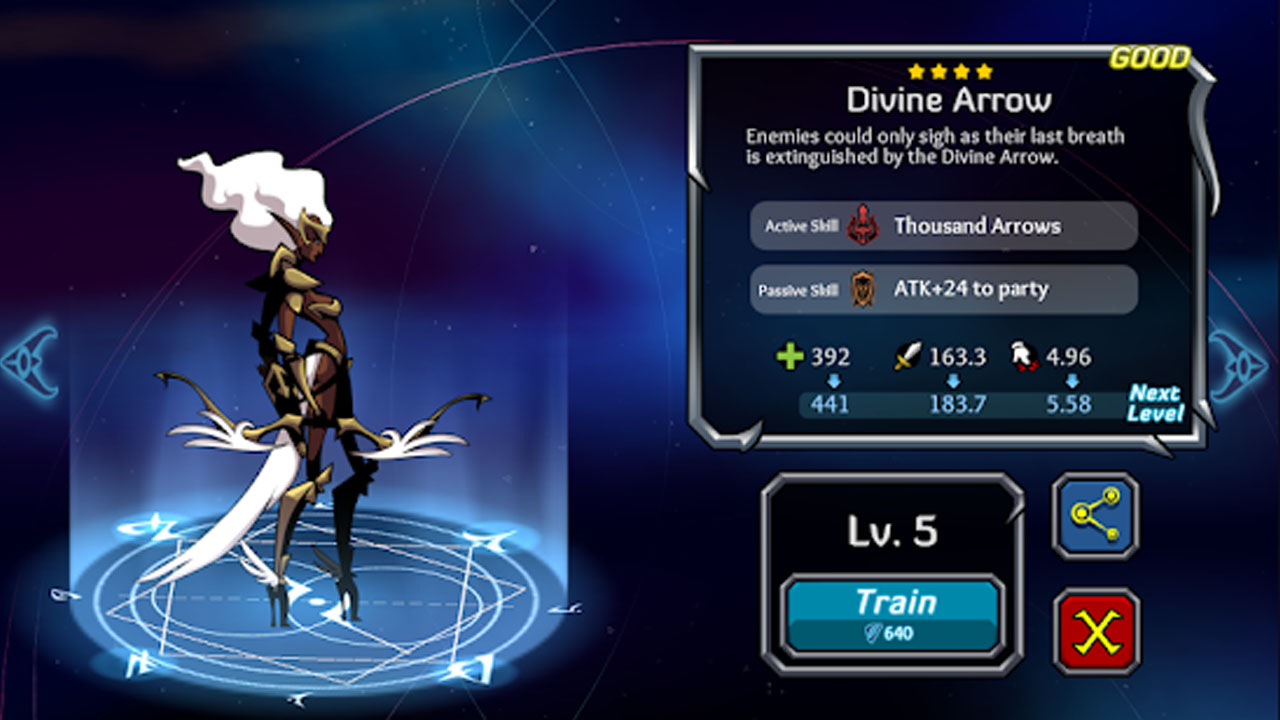 GOOD
Divine Arrow
Enemies could only sigh as their last breath
is extinguished by the Divine Arrow.
Active Skill Thousand Arrows
Passive Skill ATK+24 to party
392 163.3 4.96
441 183.7 5.58
Next
Level
Lv. 5
Train
640